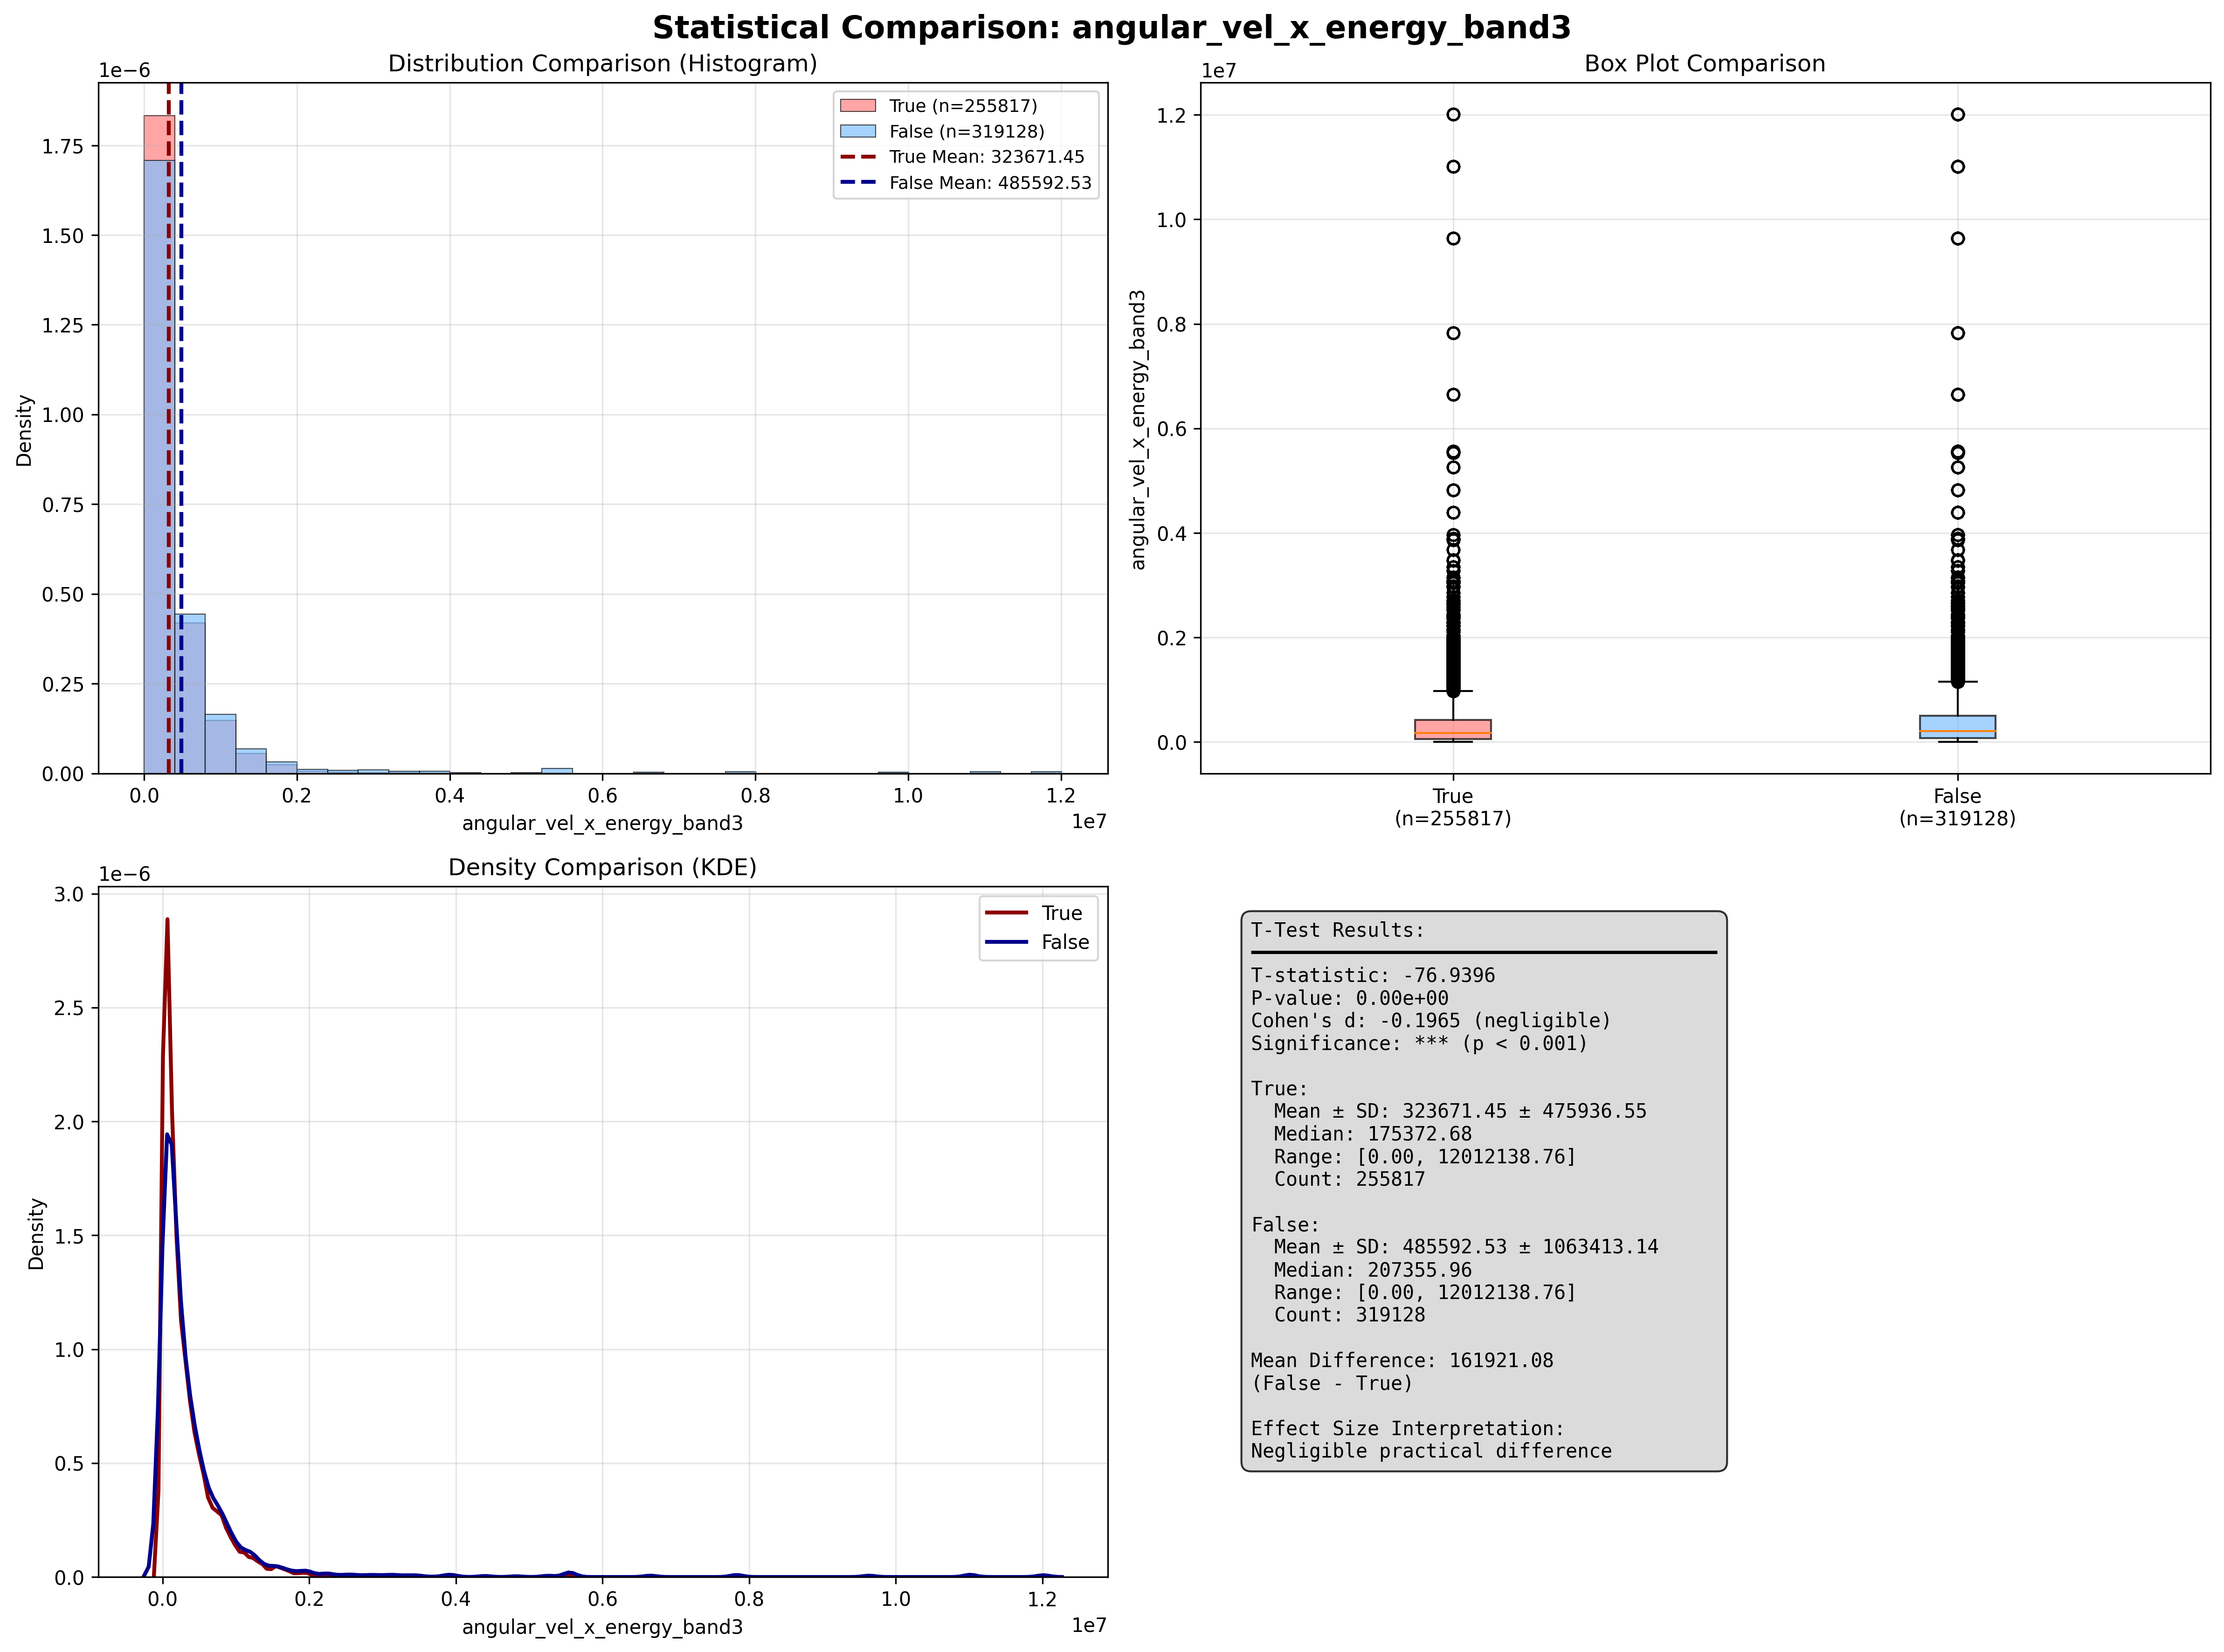 Statistical Comparison: angular_vel_x_energy_band3
Distribution Comparison (Histogram)
1e−6
True (n=255817)
False (n=319128)
True Mean: 323671.45
False Mean: 485592.53
1.75
1.50
1.25
1.00
0.75
0.50
0.25
0.00
Density
0.0 0.2 0.4 0.6 0.8 1.0 1.2
1e7
angular_vel_x_energy_band3
Box Plot Comparison
1e7
1.2
1.0
0.8
0.6
0.4
0.2
0.0
angular_vel_x_energy_band3
True
(n=255817)
False
(n=319128)
Density Comparison (KDE)
1e−6
True
False
3.0
2.5
2.0
1.5
1.0
0.5
0.0
Density
0.0 0.2 0.4 0.6 0.8 1.0 1.2
1e7
angular_vel_x_energy_band3
T-Test Results:
T-statistic: -76.9396
P-value: 0.00e+00
Cohen's d: -0.1965 (negligible)
Significance: *** (p < 0.001)
True:
Mean ± SD: 323671.45 ± 475936.55
Median: 175372.68
Range: [0.00, 12012138.76]
Count: 255817
False:
Mean ± SD: 485592.53 ± 1063413.14
Median: 207355.96
Range: [0.00, 12012138.76]
Count: 319128
Mean Difference: 161921.08
(False - True)
Effect Size Interpretation:
Negligible practical difference